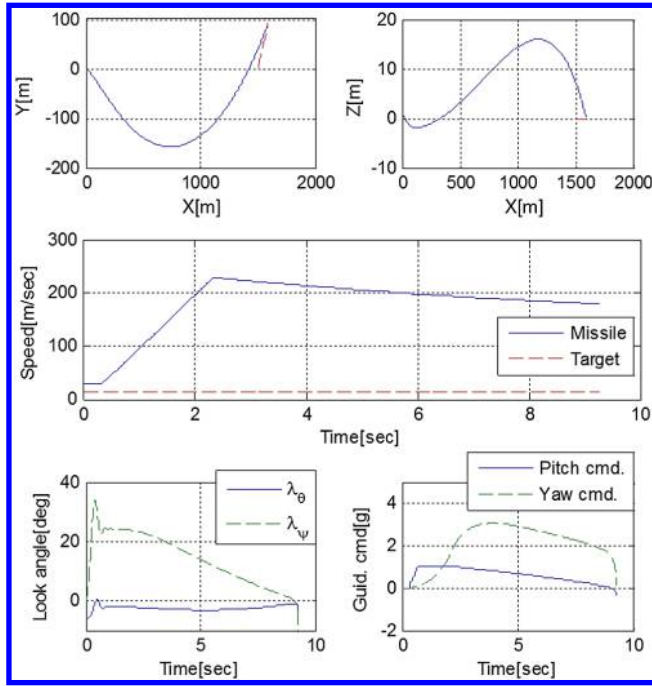 100
0
-100
-200
Y[m]
0 1000 2000
X[m]
20
10
0
10
Z[m]
0 500 1000 1500 2000
X[m]
300
200
100
0
Speed[m/sec]
Missile
Target
0 2 4 6 8 10
Time[sec]
40
20
0
Look angle[deg]
λθ
λψ
0 5 10
Time[sec]
Pitch cmd.
Yaw cmd.
4
2
0
-2
Guid. cmd[g]
0 5 10
Time[sec]